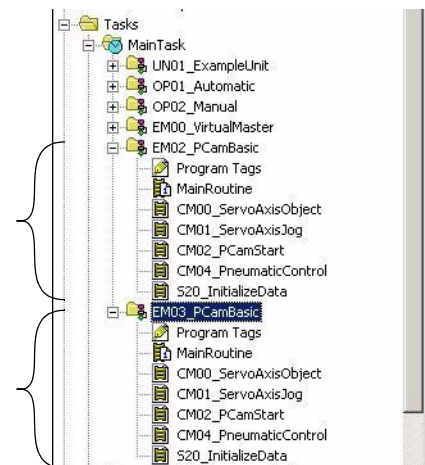 Tasks
MainTask
UN01_ExampleUnit
OP01_Automatic
OP02_Manual
EM00_VirtualMaster
EM02_PCamBasic
Program Tags
MainRoutine
CM00_ServoAxisObject
CM01_ServoAxisJog
CM02_PCamStart
CM04_PneumaticControl
S20_InitializeData
EM03_PCamBasic
Program Tags
MainRoutine
CM00_ServoAxisObject
CM01_ServoAxisJog
CM02_PCamStart
CM04_PneumaticControl
S20_InitializeData